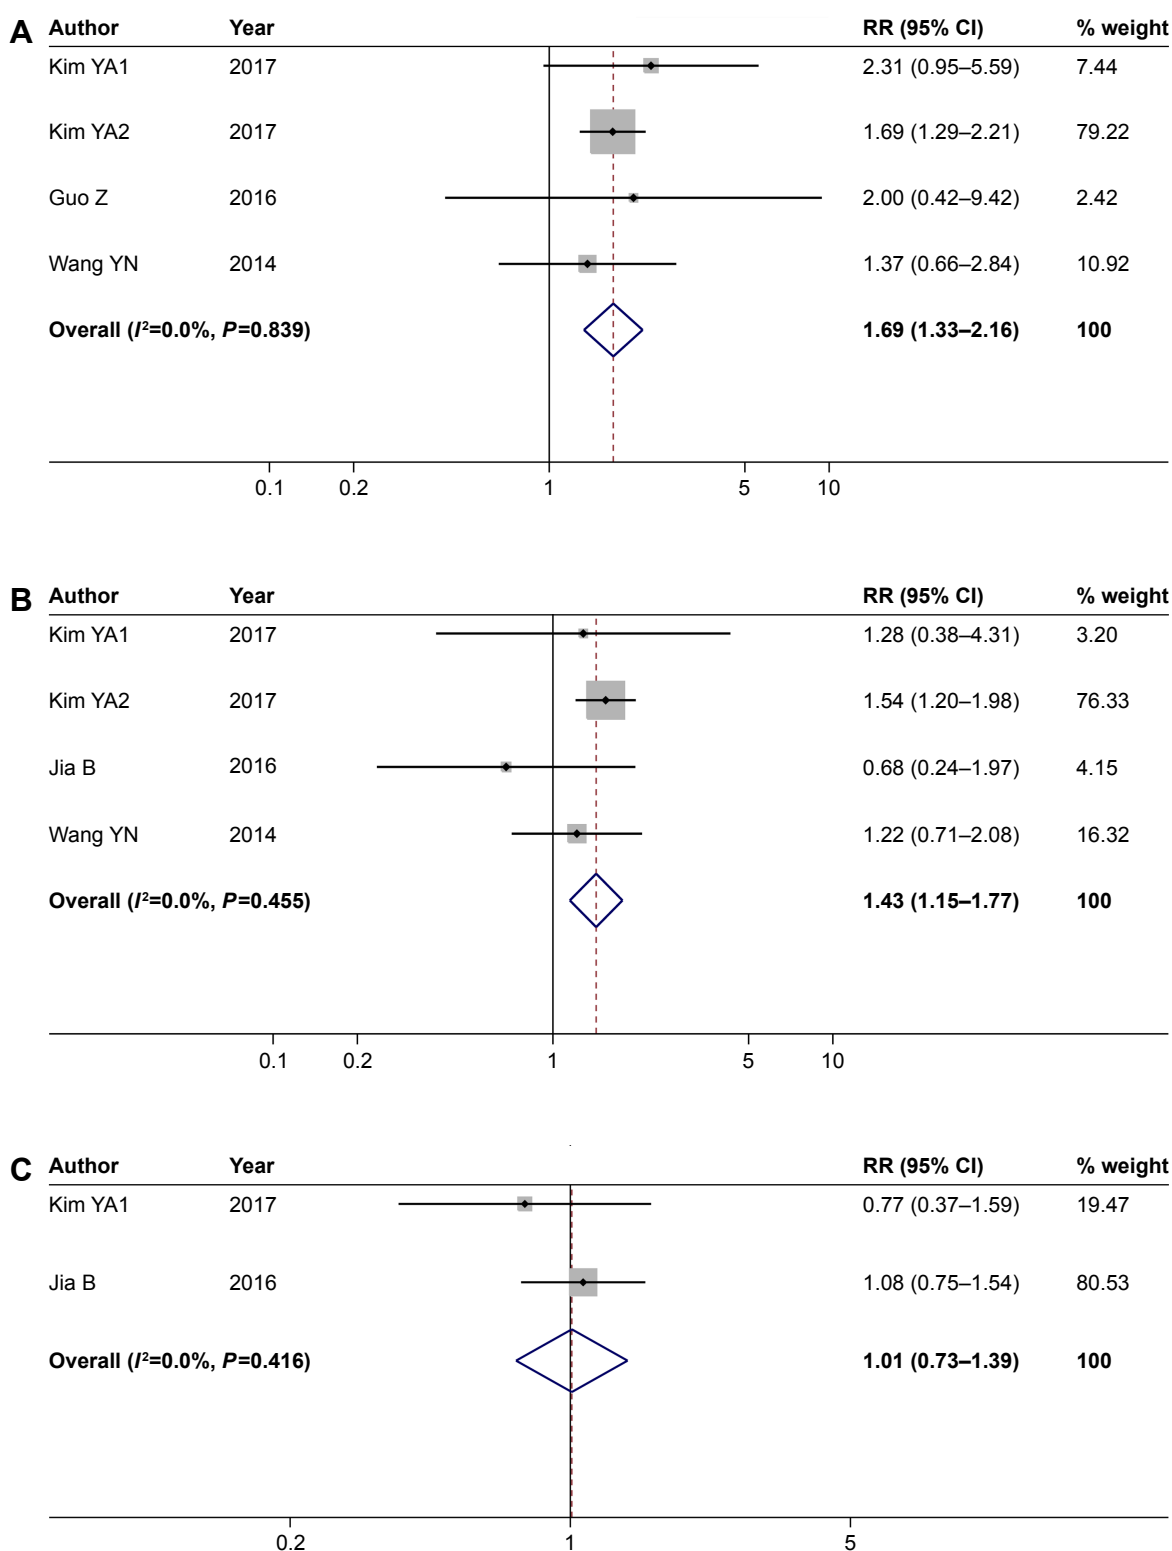 A Author Year RR (95% CI) % weight
Kim YA1 2017 2.31 (0.95–5.59) 7.44
Kim YA2 2017 1.69 (1.29–2.21) 79.22
Guo Z 2016 2.00 (0.42–9.42) 2.42
Wang YN 2014 1.37 (0.66–2.84) 10.92
Overall (I²=0.0%, P=0.839) 1.69 (1.33–2.16) 100
0.1 0.2 1 5 10
B Author Year RR (95% CI) % weight
Kim YA1 2017 1.28 (0.38–4.31) 3.20
Kim YA2 2017 1.54 (1.20–1.98) 76.33
Jia B 2016 0.68 (0.24–1.97) 4.15
Wang YN 2014 1.22 (0.71–2.08) 16.32
Overall (I²=0.0%, P=0.455) 1.43 (1.15–1.77) 100
0.1 0.2 1 5 10
C Author Year RR (95% CI) % weight
Kim YA1 2017 0.77 (0.37–1.59) 19.47
Jia B 2016 1.08 (0.75–1.54) 80.53
Overall (I²=0.0%, P=0.416) 1.01 (0.73–1.39) 100
0.2 1 5